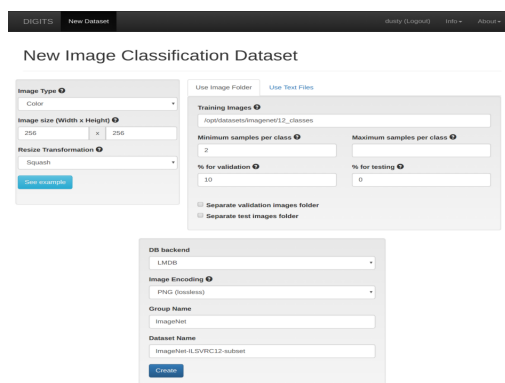 DIGITS New Dataset dusty (Logout) Info About
New Image Classification Dataset
Image Type
Color
Image size (Width x Height)
256 x 256
Resize Transformation
Squash
See example
Use Image Folder Use Text Files
Training Images
/opt/datasets/imagenet/12_classes
Minimum samples per class Maximum samples per class
2
% for validation % for testing
10 0
Separate validation images folder
Separate test images folder
DB backend
LMDB
Image Encoding
PNG (lossless)
Group Name
ImageNet
Dataset Name
ImageNet-ILSVRC12-subset
Create